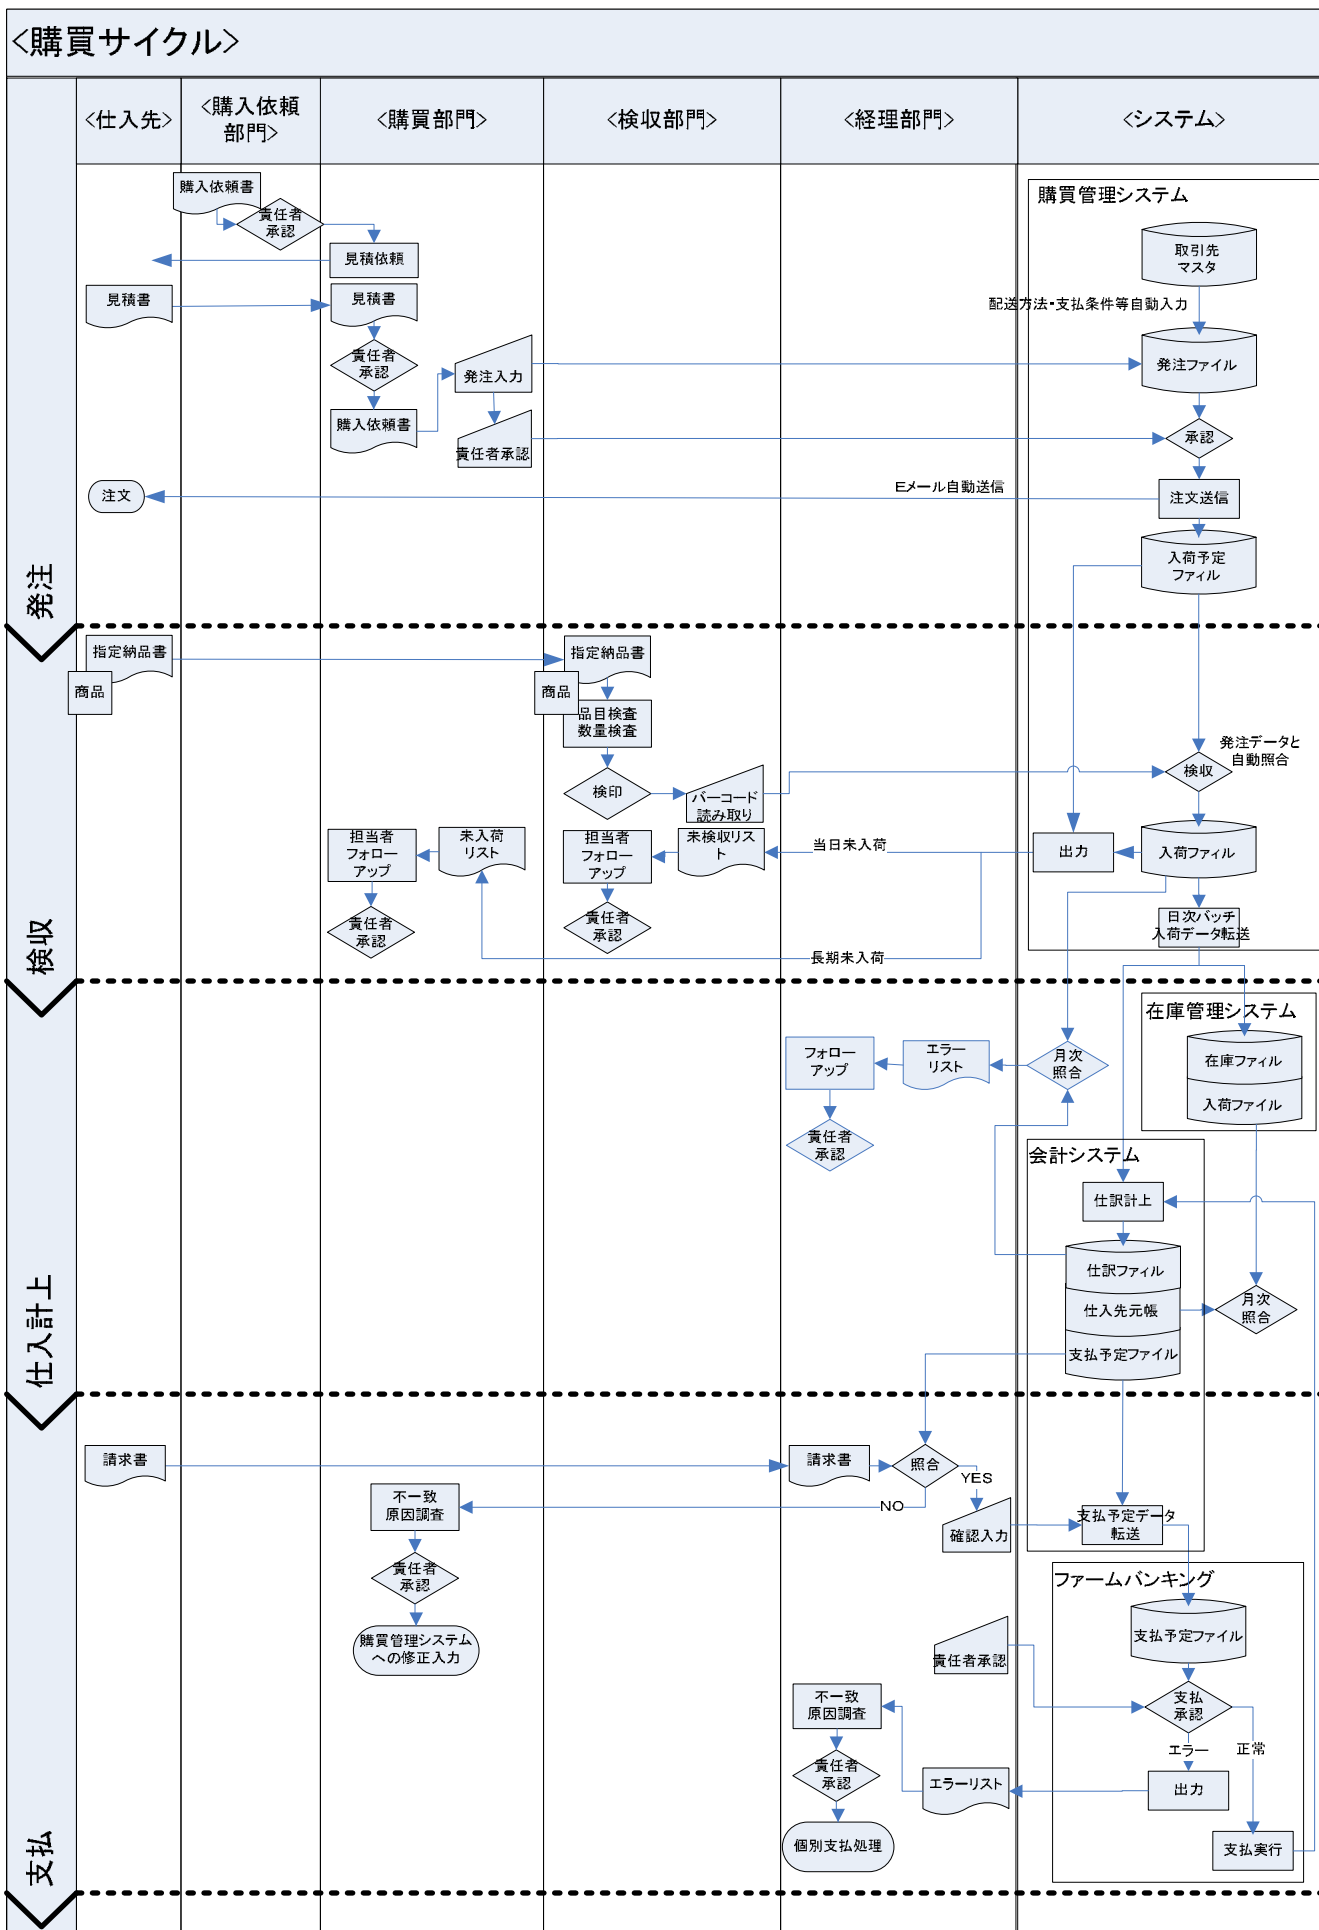 <購買サイクル>
<仕入先>
<購入依頼
部門>
<購買部門>
<検収部門>
<経理部門>
<システム>
発注
購入依頼書
責任者
承認
見積依頼
見積書
見積書
責任者
承認
購入依頼書
発注入力
責任者承認
購買管理システム
取引先
マスタ
配送方法・支払条件等自動入力
発注ファイル
承認
注文
Eメール自動送信
注文送信
入荷予定
ファイル
検収
指定納品書
商品
指定納品書
商品
品目検査
数量検査
検印
バーコード
読み取り
検収
発注データと
自動照合
担当者
フォロー
アップ
未入荷
リスト
担当者
フォロー
アップ
未検収リス
ト
当日未入荷
出力
入荷ファイル
責任者
承認
責任者
承認
長期未入荷
日次バッチ
入荷データ転送
仕入計上
在庫管理システム
在庫ファイル
入荷ファイル
フォロー
アップ
エラー
リスト
月次
照合
責任者
承認
会計システム
仕訳計上
仕訳ファイル
仕入先元帳
支払予定ファイル
月次
照合
支払
請求書
請求書
照合
YES
NO
不一致
原因調査
確認入力
支払予定データ
転送
責任者
承認
購買管理システム
への修正入力
ファームバンキング
支払予定ファイル
責任者承認
支払
承認
エラー
正常
不一致
原因調査
責任者
承認
エラーリスト
出力
個別支払処理
支払実行